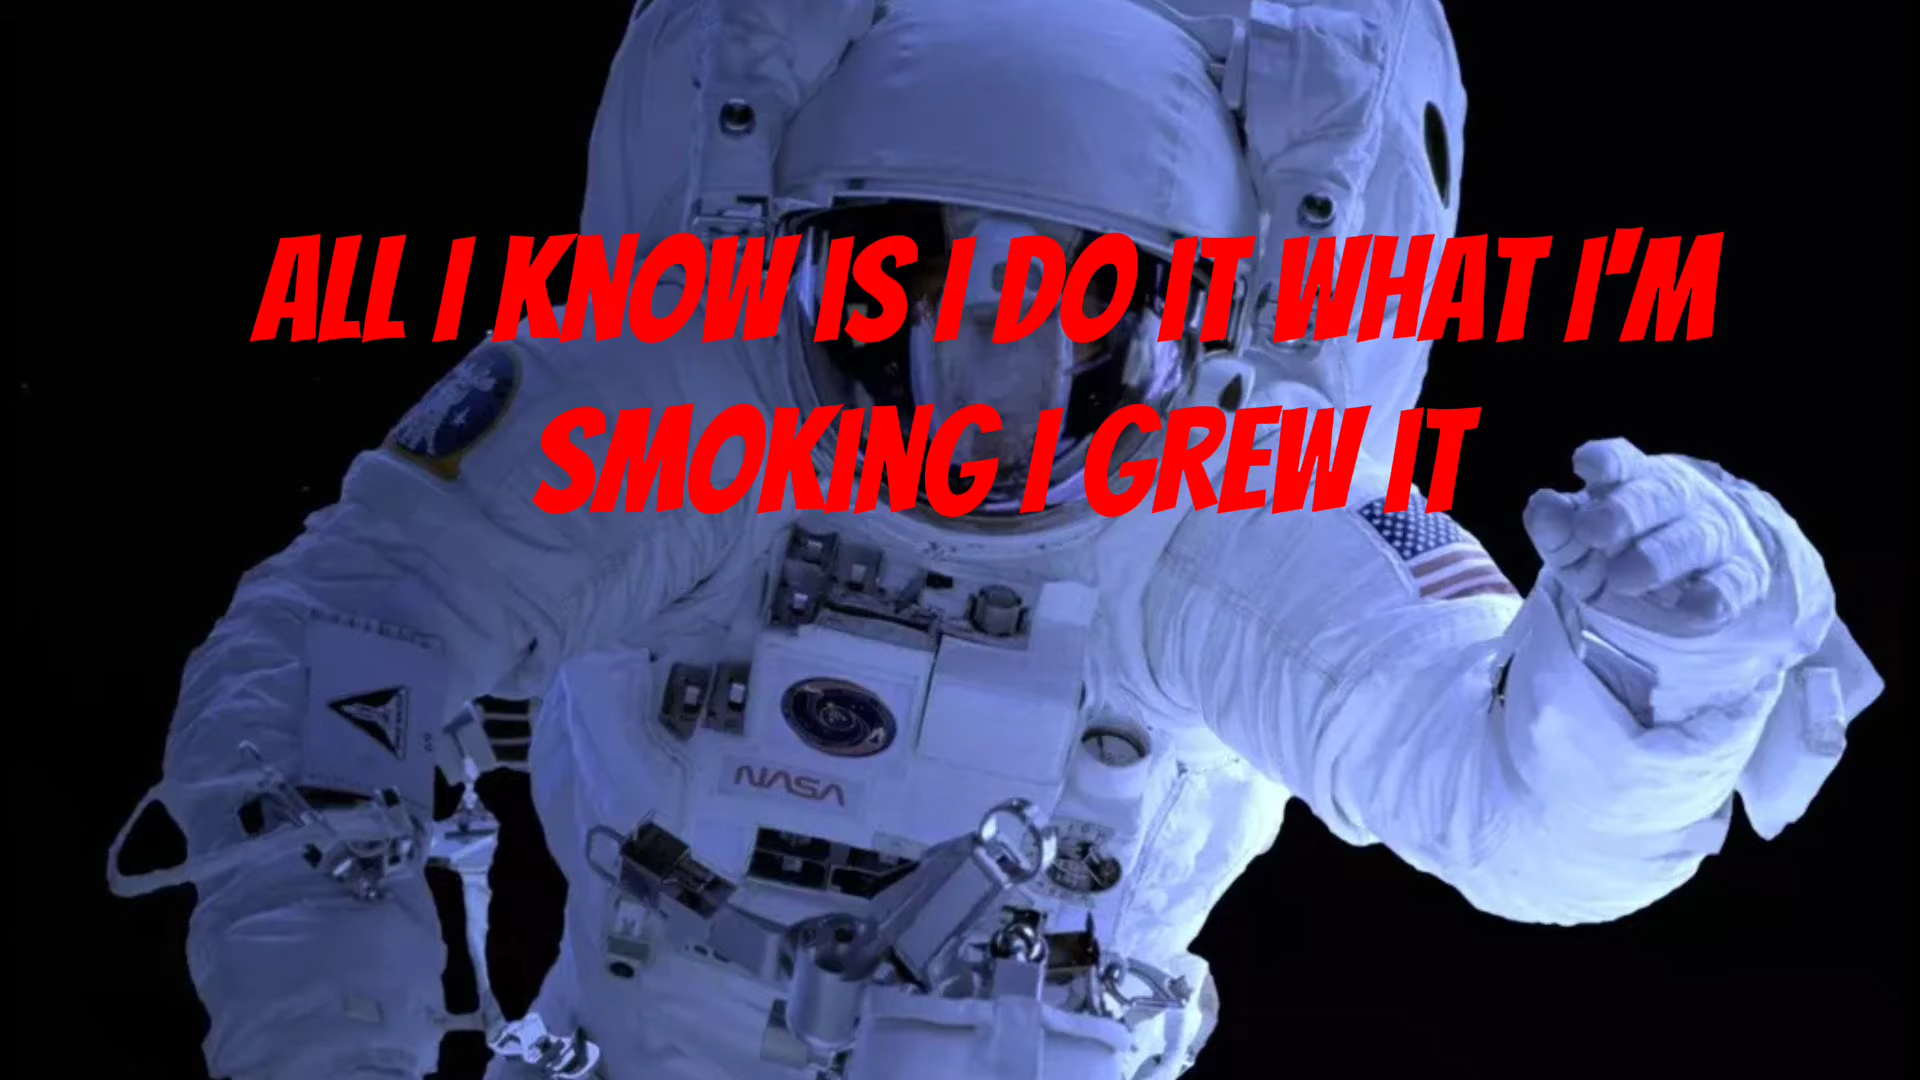 ALL I KNOW IS I DO IT WHAT I'M
SMOKING I GREW IT
NASA